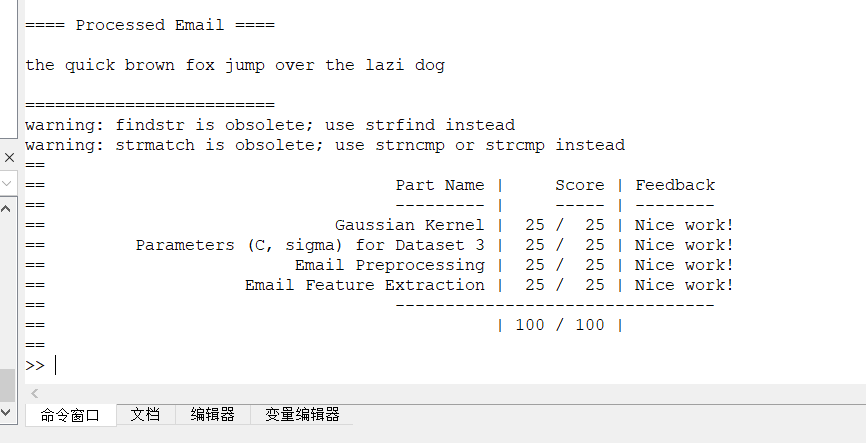 ==== Processed Email ====
the quick brown fox jump over the lazi dog
=========================
warning: findstr is obsolete; use strfind instead
warning: strmatch is obsolete; use strncmp or strcmp instead
==
==                                   Part Name |     Score | Feedback
==                                   --------- |     ----- | --------
==                             Gaussian Kernel |  25 /  25 | Nice work!
==         Parameters (C, sigma) for Dataset 3 |  25 /  25 | Nice work!
==                         Email Preprocessing |  25 /  25 | Nice work!
==                    Email Feature Extraction |  25 /  25 | Nice work!
==                                   --------------------------------
==                                             | 100 / 100 |
==
>>
命令窗口 文档 编辑器 变量编辑器